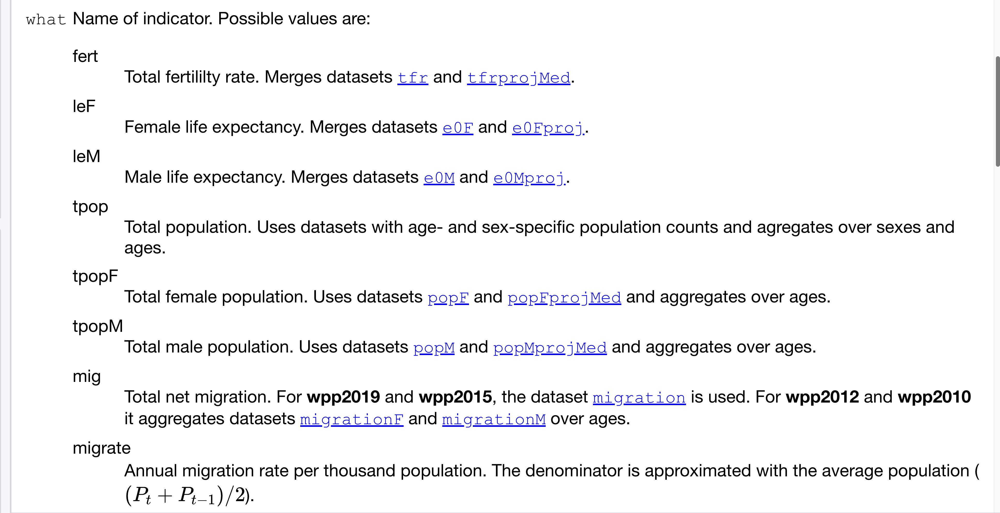 what Name of indicator. Possible values are:
fert
Total fertililty rate. Merges datasets tfr and tfrprojMed.
leF
Female life expectancy. Merges datasets e0F and e0Fproj.
leM
Male life expectancy. Merges datasets e0M and e0Mproj.
tpop
Total population. Uses datasets with age- and sex-specific population counts and agregates over sexes and
ages.
tpopF
Total female population. Uses datasets popF and popFprojMed and aggregates over ages.
tpopM
Total male population. Uses datasets popM and popMprojMed and aggregates over ages.
mig
Total net migration. For wpp2019 and wpp2015, the dataset migration is used. For wpp2012 and wpp2010
it aggregates datasets migrationF and migrationM over ages.
migrate
Annual migration rate per thousand population. The denominator is approximated with the average population (
(P_t + P_{t−1})/2).